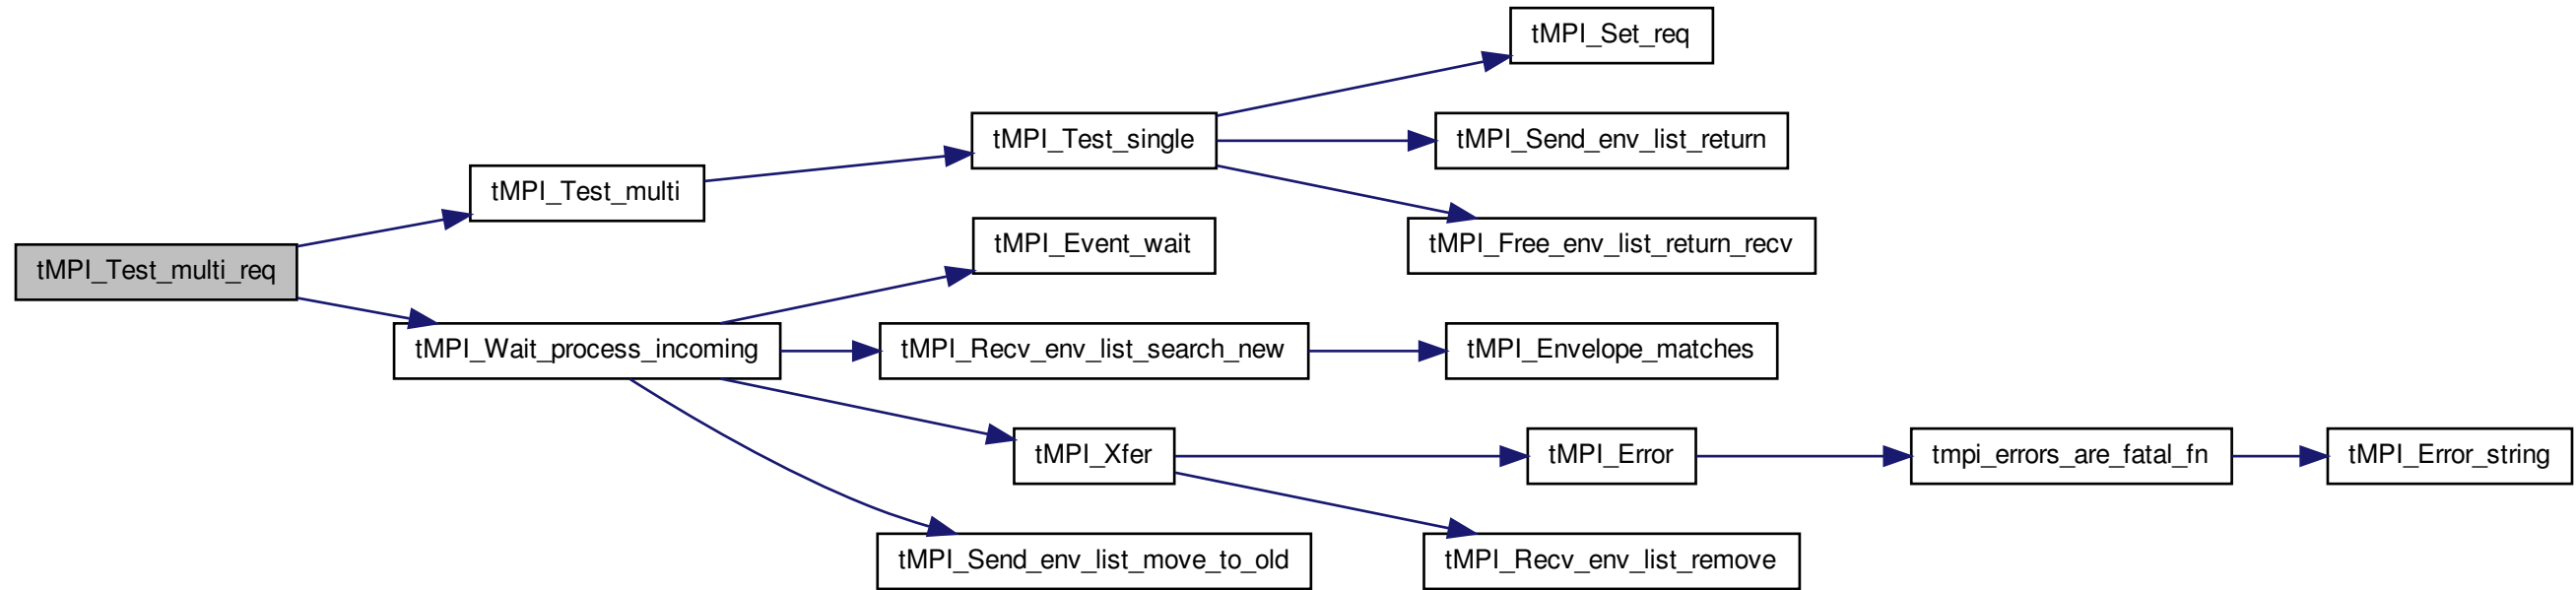 tMPI_Set_req
tMPI_Test_single
tMPI_Send_env_list_return
tMPI_Test_multi
tMPI_Event_wait
tMPI_Free_env_list_return_recv
tMPI_Test_multi_req
tMPI_Wait_process_incoming
tMPI_Recv_env_list_search_new
tMPI_Envelope_matches
tMPI_Xfer
tMPI_Error
tmpi_errors_are_fatal_fn
tMPI_Error_string
tMPI_Send_env_list_move_to_old
tMPI_Recv_env_list_remove